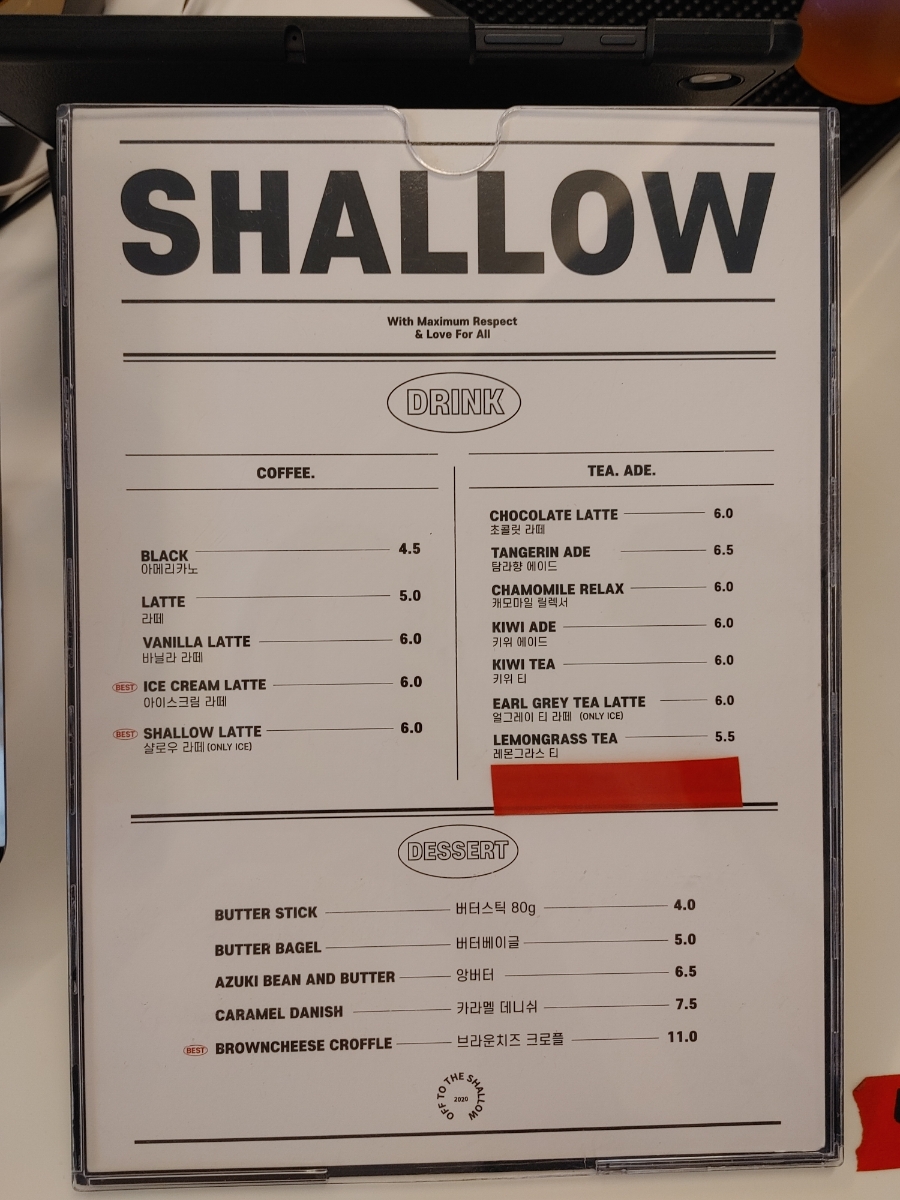 SHALLOW
With Maximum Respect
& Love For All
DRINK
COFFEE.
BLACK 4.5
아메리카노
LATTE 5.0
라떼
VANILLA LATTE 6.0
바닐라 라떼
BEST ICE CREAM LATTE 6.0
아이스크림 라떼
BEST SHALLOW LATTE 6.0
샬로우 라떼 (ONLY ICE)
TEA. ADE.
CHOCOLATE LATTE 6.0
초콜릿 라떼
TANGERIN ADE 6.5
탐라향 에이드
CHAMOMILE RELAX 6.0
캐모마일 릴렉서
KIWI ADE 6.0
키위 에이드
KIWI TEA 6.0
키위 티
EARL GREY TEA LATTE 6.0
얼그레이 티 라떼 (ONLY ICE)
LEMONGRASS TEA 5.5
레몬그라스 티
DESSERT
BUTTER STICK 버터스틱 80g 4.0
BUTTER BAGEL 버터베이글 5.0
AZUKI BEAN AND BUTTER 앙버터 6.5
CARAMEL DANISH 카라멜 데니쉬 7.5
BEST BROWNCHEESE CROFFLE 브라운치즈 크로플 11.0
OFF TO THE SHALLOW
2020